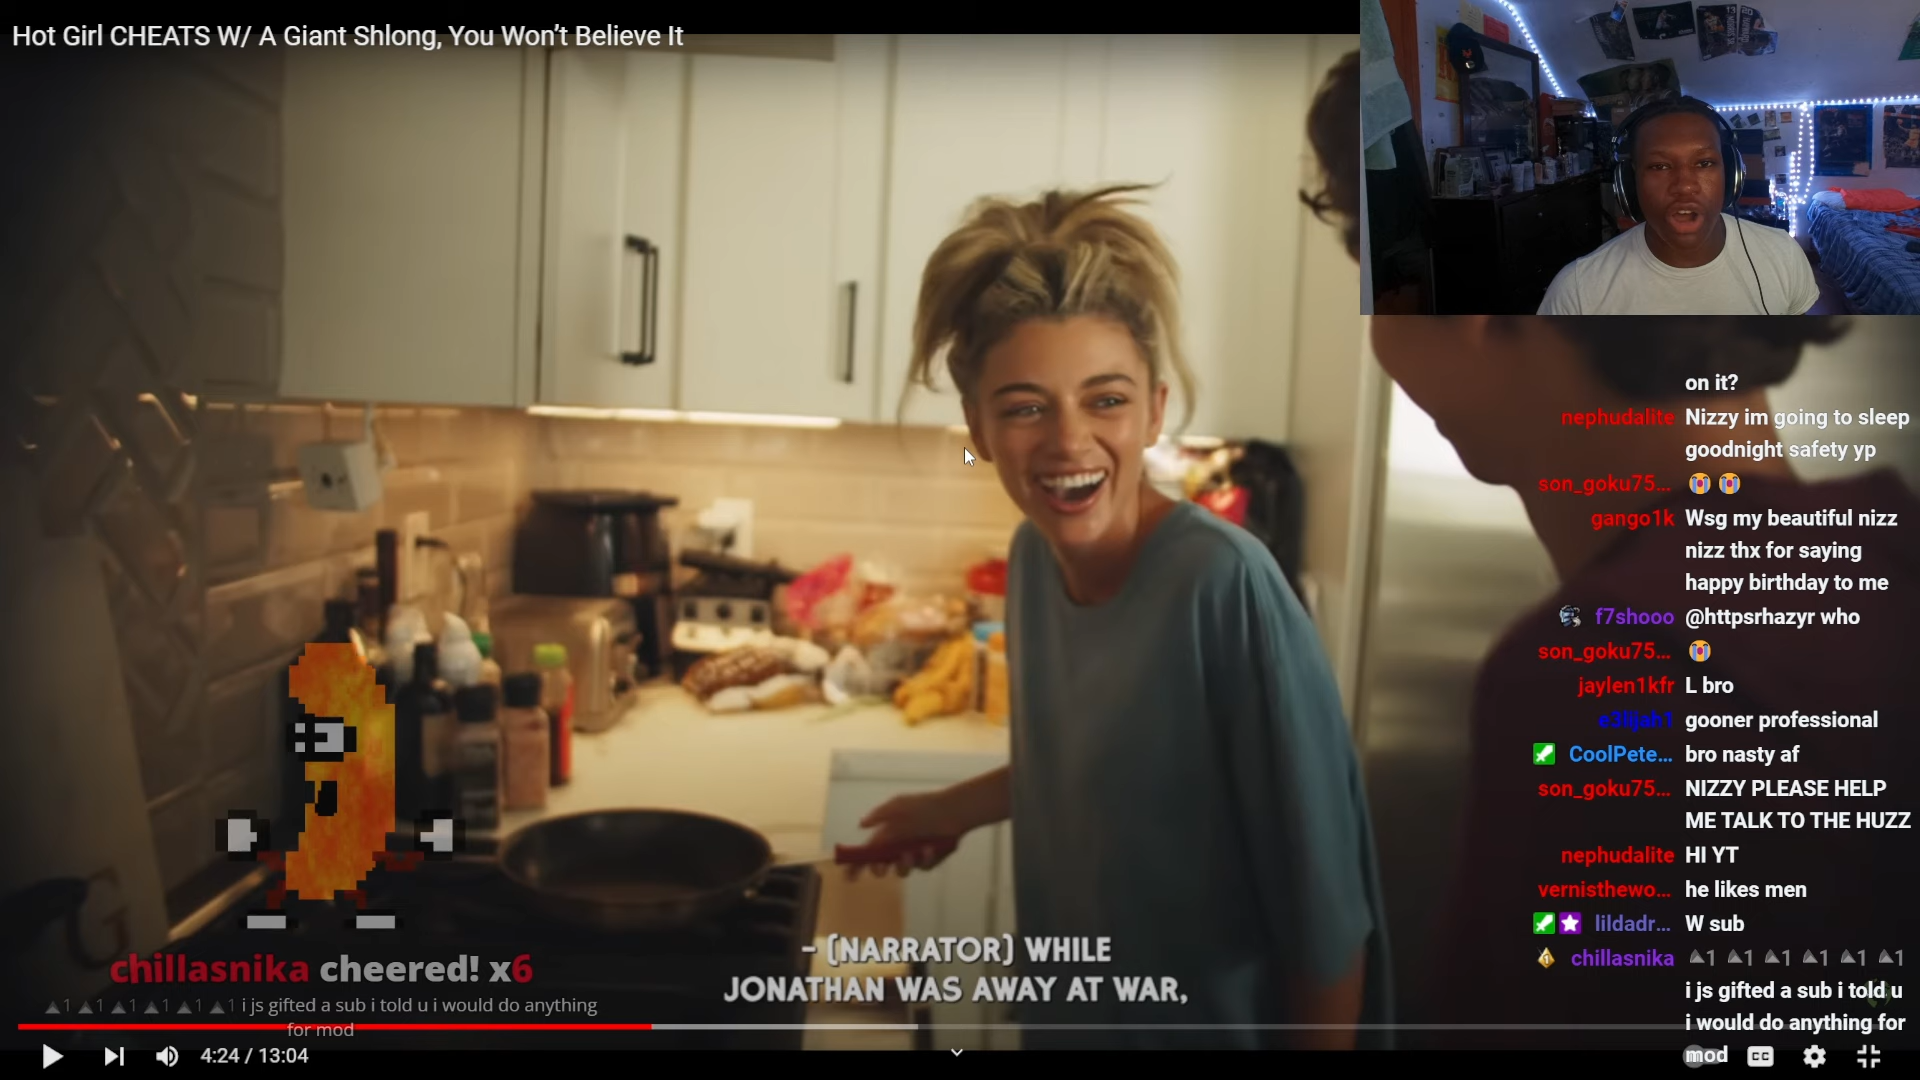 Hot Girl CHEATS W/ A Giant Shlong, You Won't Believe It
on it?
nephudalite Nizzy im going to sleep
goodnight safety yp
son_goku75... 😭 😭
gango1k Wsg my beautiful nizz
nizz thx for saying
happy birthday to me
f7shooo @httpsrhazyr who
son_goku75... 😭
jaylen1kfr L bro
e3lijah1 gooner professional
CoolPete... bro nasty af
son_goku75... NIZZY PLEASE HELP
ME TALK TO THE HUZZ
nephudalite HI YT
vernisthewo... he likes men
lildadr... W sub
chillasnika 1 1 1 1 1 1
i js gifted a sub i told u
i would do anything for
mod
- (NARRATOR) WHILE
JONATHAN WAS AWAY AT WAR,
chillasnika cheered! x6
1 1 1 1 1 1 i js gifted a sub i told u i would do anything
for mod
4:24 / 13:04
CC